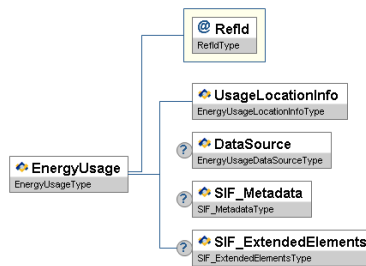 @ RefId
RefIdType
UsageLocationInfo
EnergyUsageLocationInfoType
? DataSource
EnergyUsageDataSourceType
EnergyUsage
EnergyUsageType
? SIF_Metadata
SIF_MetadataType
? SIF_ExtendedElements
SIF_ExtendedElementsType